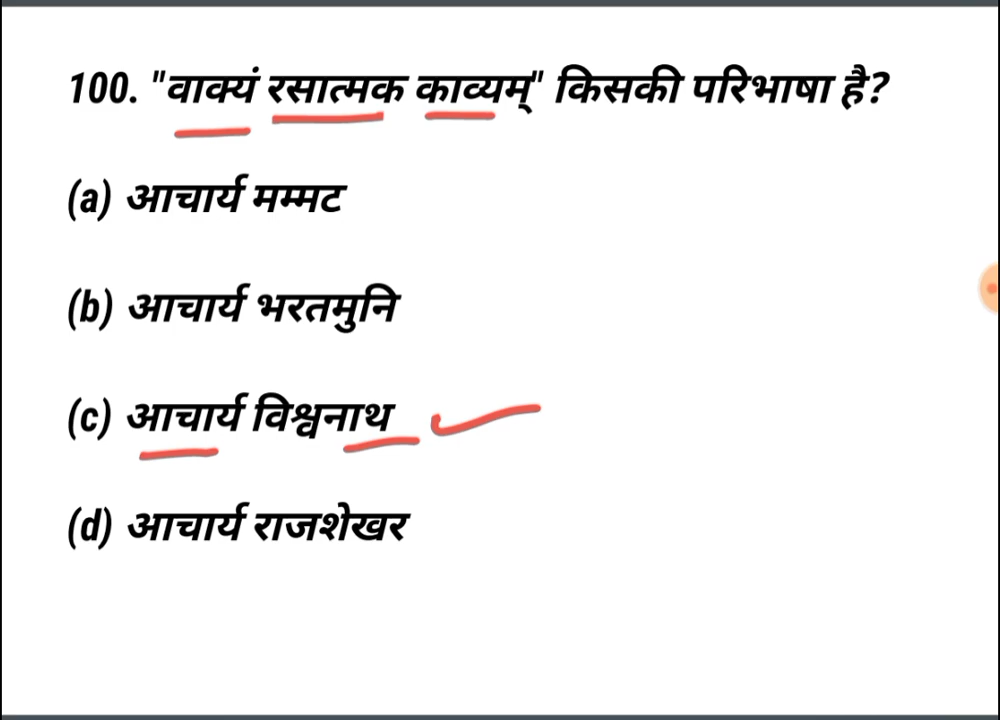 100. "वाक्यं रसात्मक काव्यम्" किसकी परिभाषा है?
(a) आचार्य मम्मट
(b) आचार्य भरतमुनि
(c) आचार्य विश्वनाथ
(d) आचार्य राजशेखर